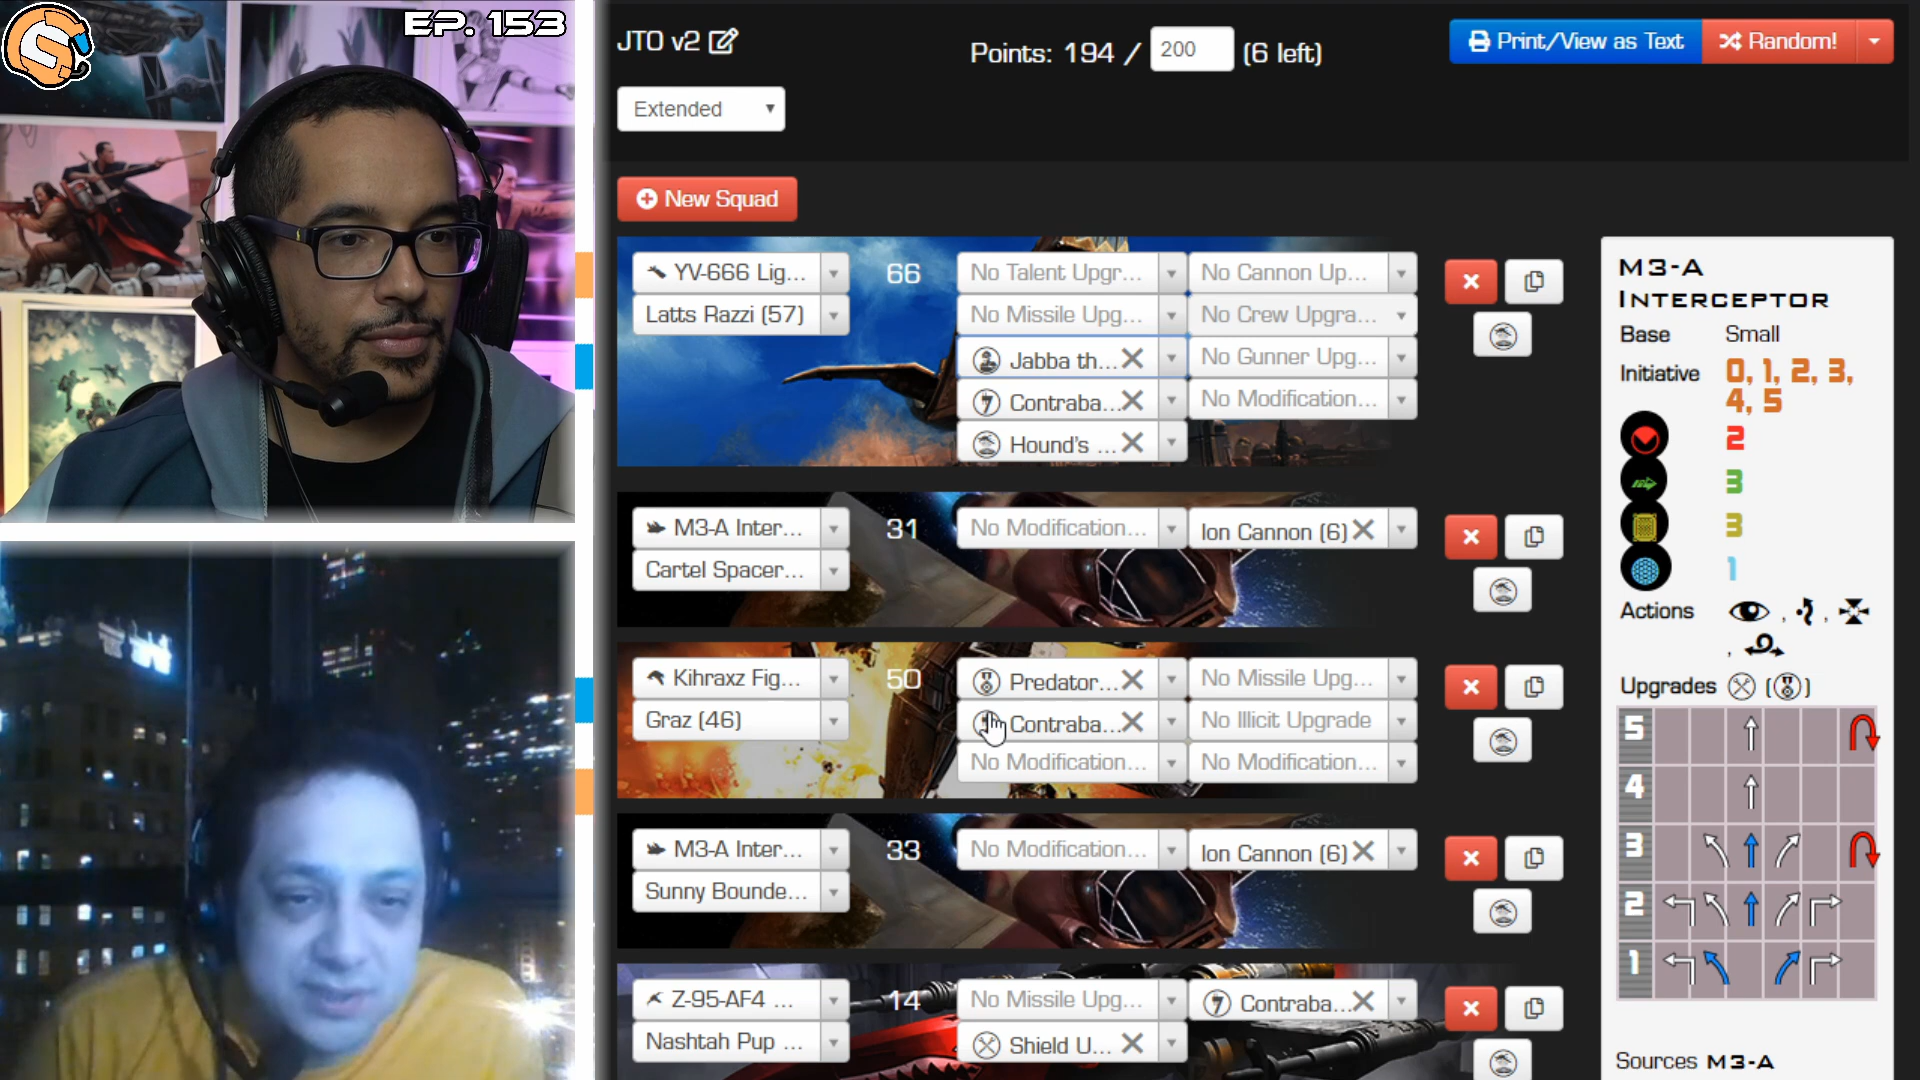 EP. 153
JTO v2
Points: 194 / 200 (6 left)
Print/View as Text
Random!
Extended
New Squad
YV-666 Lig...
66
No Talent Upgr...
No Cannon Up...
Latts Razzi (57)
No Missile Upg...
No Crew Upgra...
Jabba th...
No Gunner Upg...
Contraba...
No Modification...
Hound's ...
M3-A Inter...
31
No Modification...
Ion Cannon (6)
Cartel Spacer...
Kihraxz Fig...
50
Predator...
No Missile Upg...
Graz (46)
Contraba...
No Illicit Upgrade
No Modification...
No Modification...
M3-A Inter...
33
No Modification...
Ion Cannon (6)
Sunny Bounde...
Z-95-AF4 ...
14
No Missile Upg...
Contraba...
Nashtah Pup ...
Shield U...
M3-A
INTERCEPTOR
Base Small
Initiative 0, 1, 2, 3,
4, 5
2
3
3
1
Actions
Upgrades
5
4
3
2
1
Sources M3-A